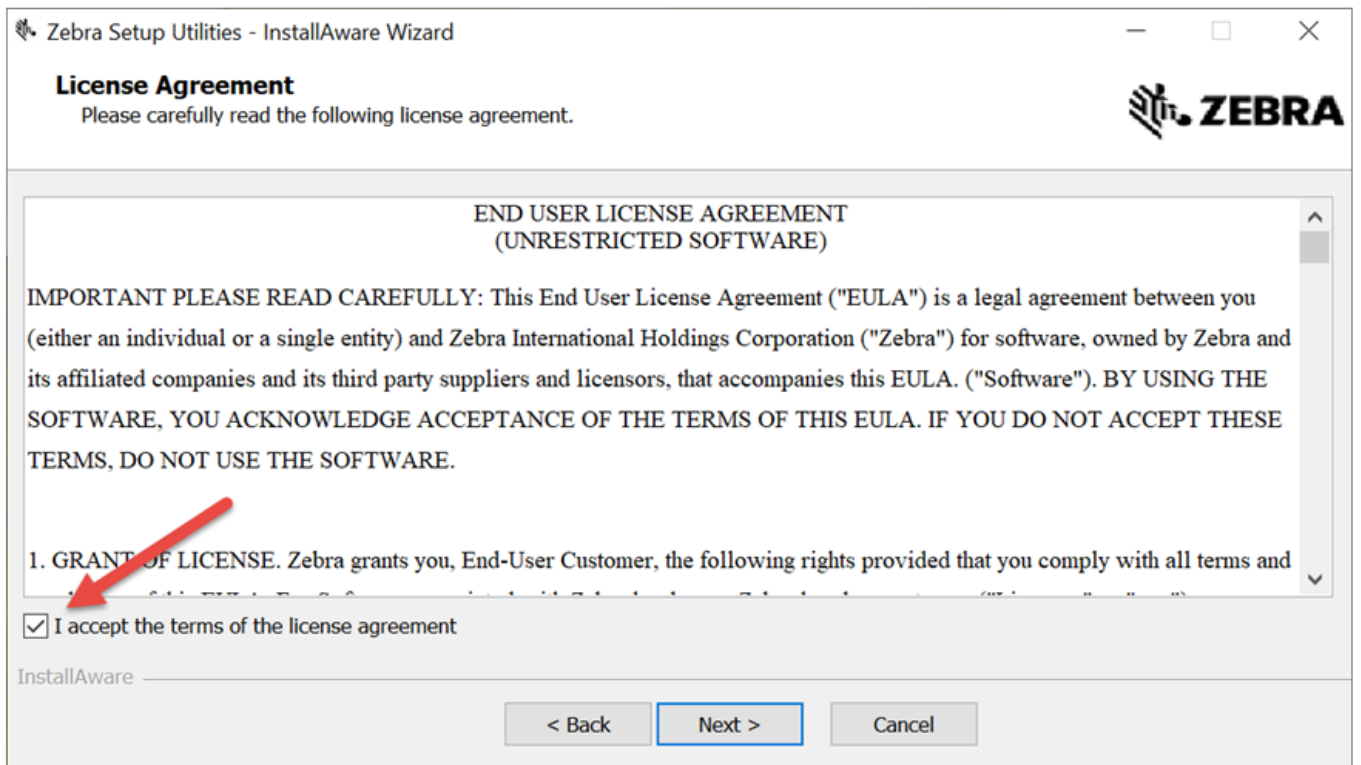 Zebra Setup Utilities - InstallAware Wizard
License Agreement
Please carefully read the following license agreement.
ZEBRA
END USER LICENSE AGREEMENT
(UNRESTRICTED SOFTWARE)
IMPORTANT PLEASE READ CAREFULLY: This End User License Agreement ("EULA") is a legal agreement between you
(either an individual or a single entity) and Zebra International Holdings Corporation ("Zebra") for software, owned by Zebra and
its affiliated companies and its third party suppliers and licensors, that accompanies this EULA. ("Software"). BY USING THE
SOFTWARE, YOU ACKNOWLEDGE ACCEPTANCE OF THE TERMS OF THIS EULA. IF YOU DO NOT ACCEPT THESE
TERMS, DO NOT USE THE SOFTWARE.
1. GRANT OF LICENSE. Zebra grants you, End-User Customer, the following rights provided that you comply with all terms and
I accept the terms of the license agreement
InstallAware
< Back
Next >
Cancel